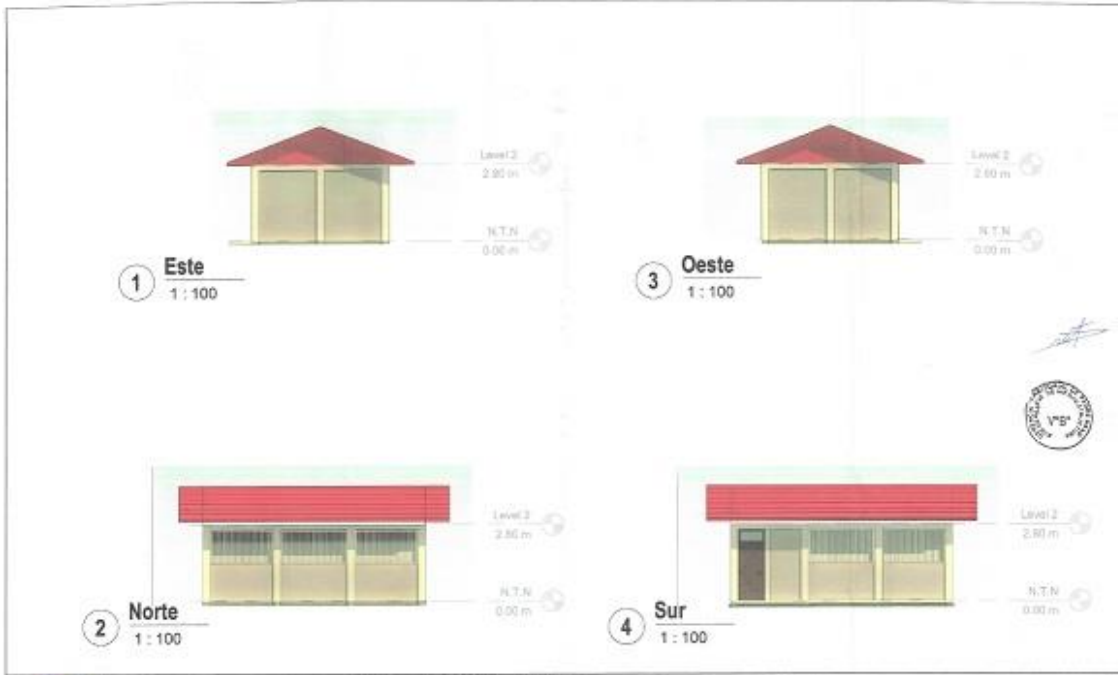 Level 2
2.80 m
N.T.N
0.00 m
1
Este
1 : 100
Level 2
2.80 m
N.T.N
0.00 m
3
Oeste
1 : 100
V°B°
Level 2
2.80 m
N.T.N
0.00 m
2
Norte
1 : 100
Level 2
2.80 m
N.T.N
0.00 m
4
Sur
1 : 100